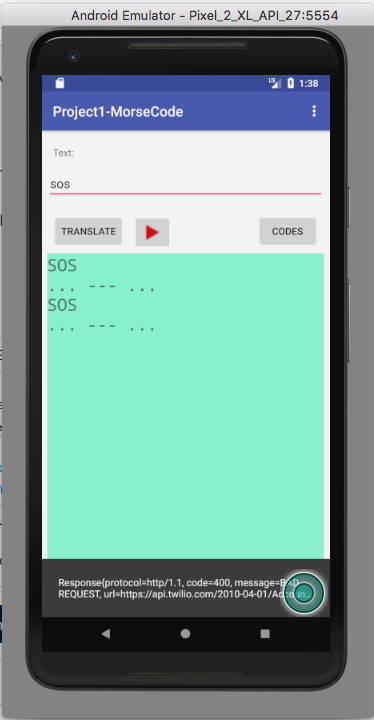 Android Emulator - Pixel_2_XL_API_27:5554
LTE 1:38
Project1-MorseCode
Text:
sos
TRANSLATE
CODES
SOS
... --- ...
SOS
... --- ...
Response{protocol=http/1.1, code=400, message=BAD
REQUEST, url=https://api.twilio.com/2010-04-01/Accoun...